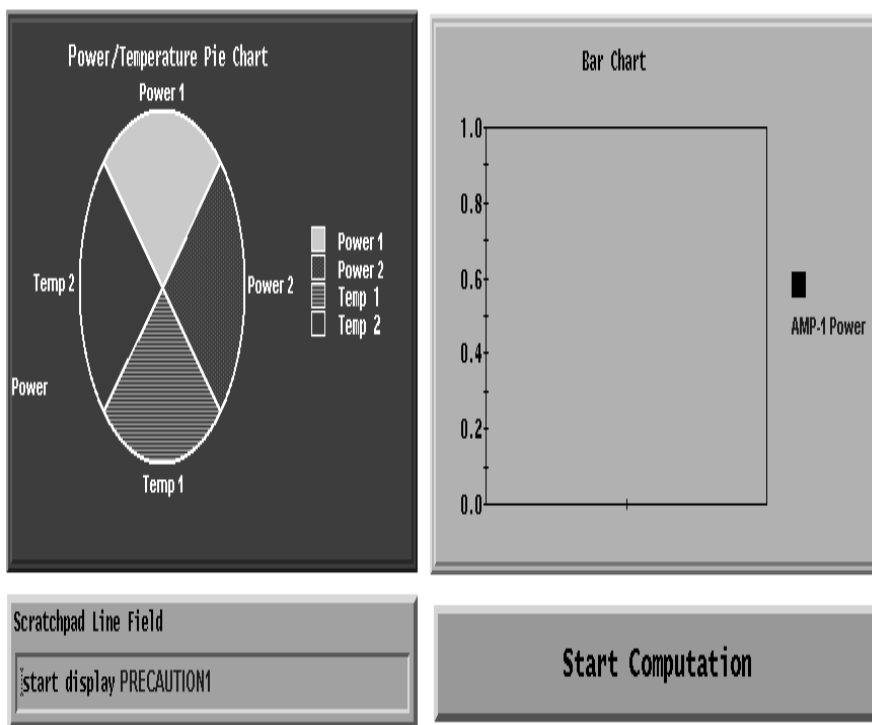 Power/Temperature Pie Chart
Power 1
Temp 2
Power 2
Power
Temp 1
Power 1
Power 2
Temp 1
Temp 2
Bar Chart
1.0
0.8
0.6
0.4
0.2
0.0
AMP-1 Power
Scratchpad Line Field
start display PRECAUTION1
Start Computation